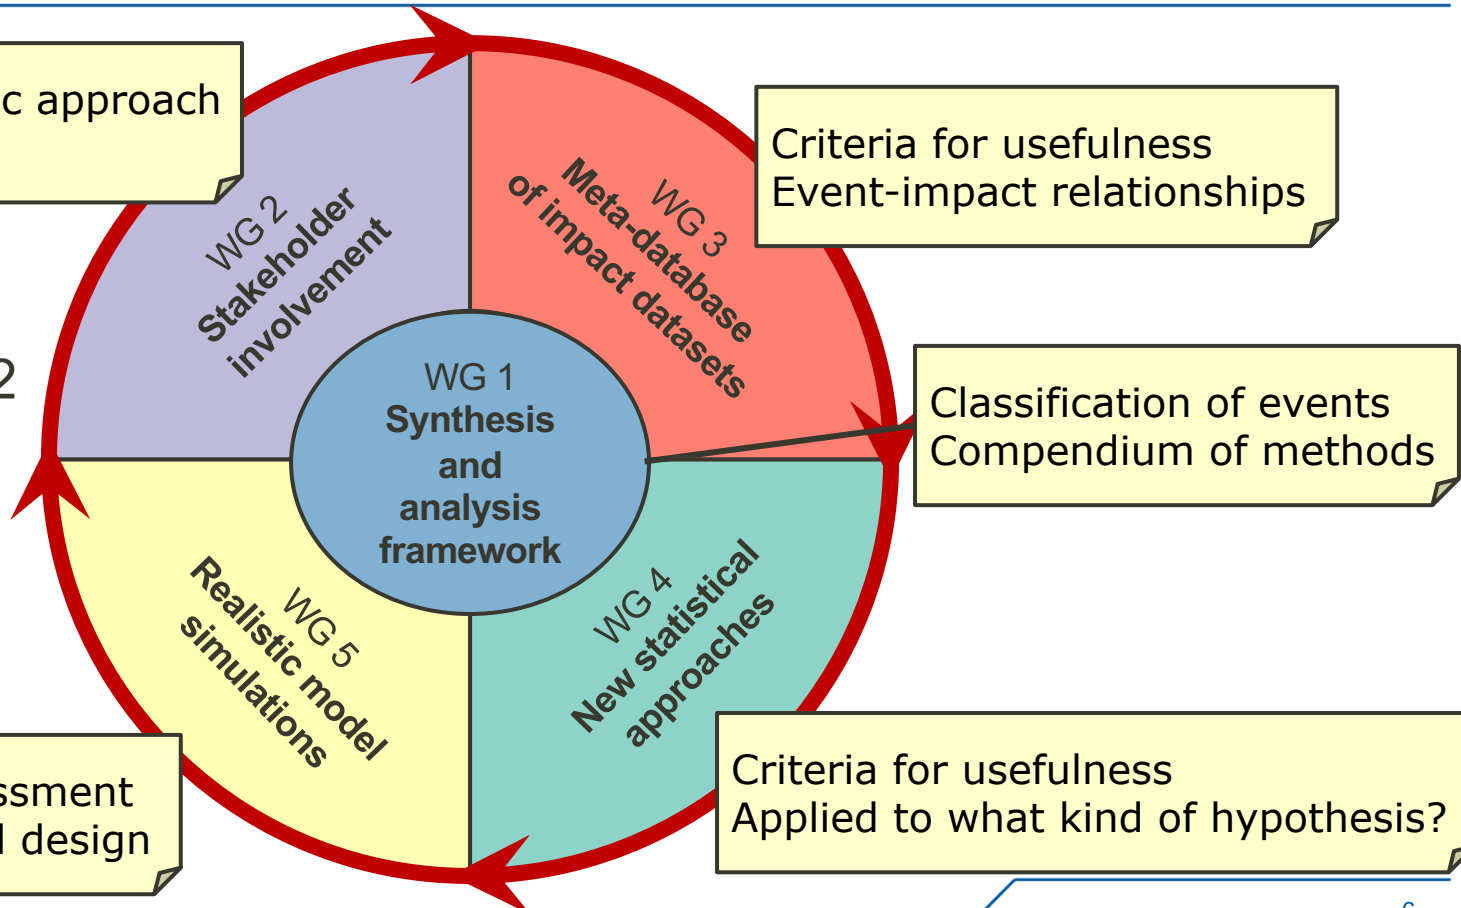 c approach
Criteria for usefulness
Event-impact relationships
WG 2
Stakeholder
involvement
WG 3
Meta-database
of impact datasets
2
WG 1
Synthesis
and
analysis
framework
Classification of events
Compendium of methods
WG 5
Realistic model
simulations
WG 4
New statistical
approaches
ssment
design
Criteria for usefulness
Applied to what kind of hypothesis?